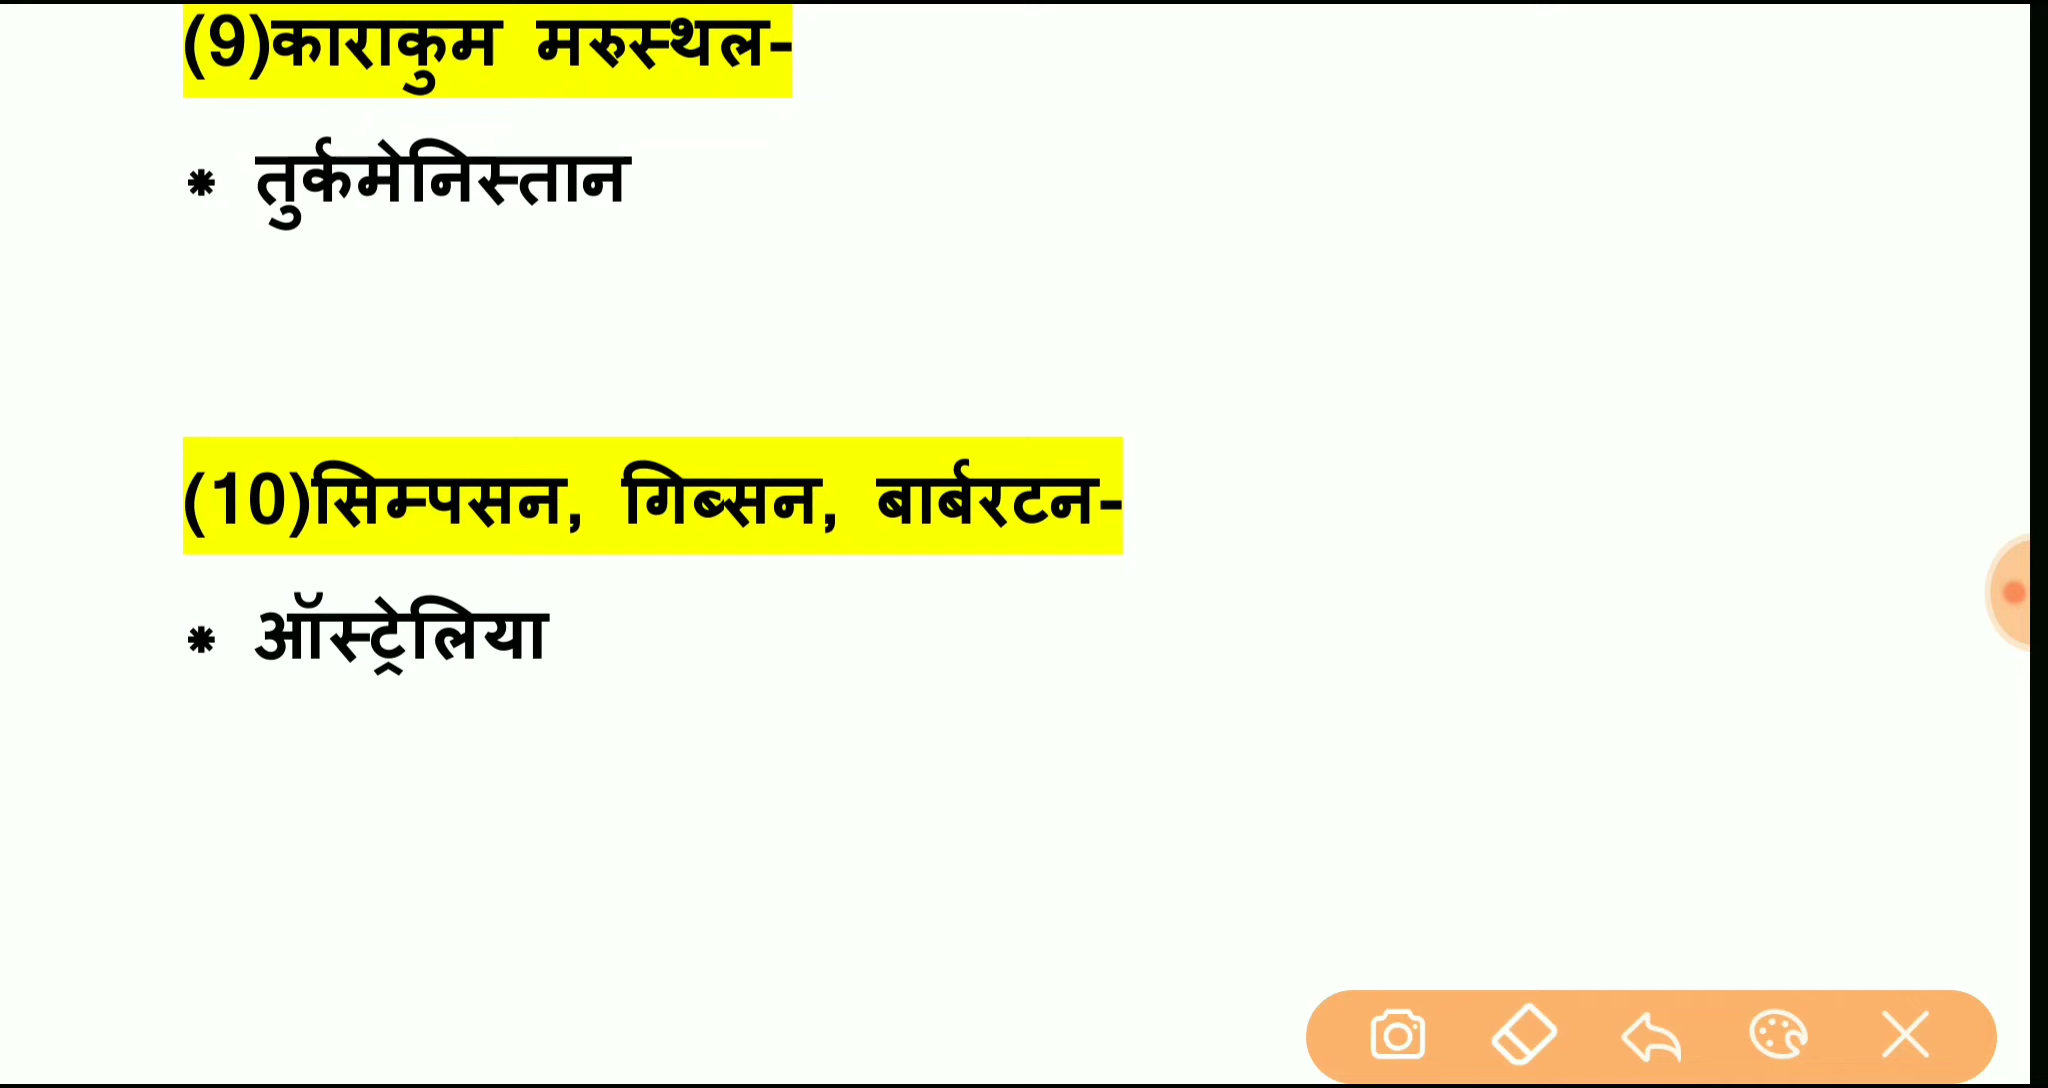 (9)काराकुम मरुस्थल-
* तुर्कमेनिस्तान
(10)सिम्पसन, गिब्सन, बार्बरटन-
* ऑस्ट्रेलिया